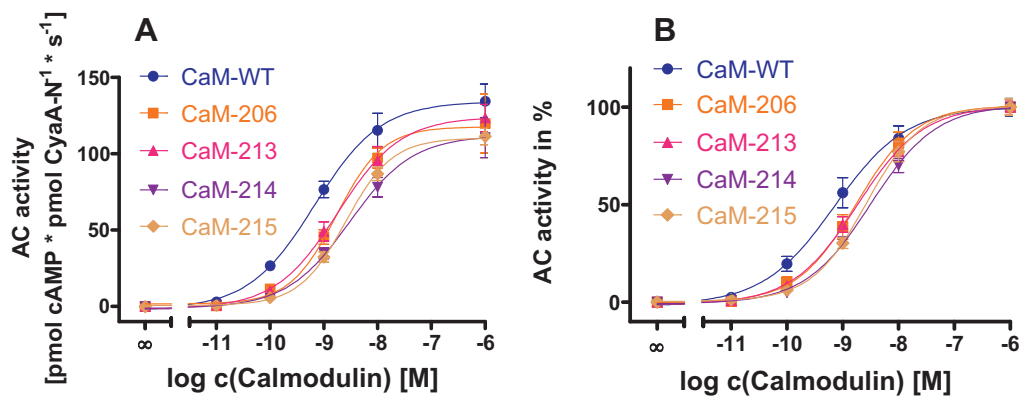 A
AC activity
[pmol cAMP * pmol CyaA-N⁻¹ * s⁻¹]
150
100
50
0
CaM-WT
CaM-206
CaM-213
CaM-214
CaM-215
∞
-11
-10
-9
-8
-7
-6
log c(Calmodulin) [M]
B
AC activity in %
100
50
0
CaM-WT
CaM-206
CaM-213
CaM-214
CaM-215
∞
-11
-10
-9
-8
-7
-6
log c(Calmodulin) [M]